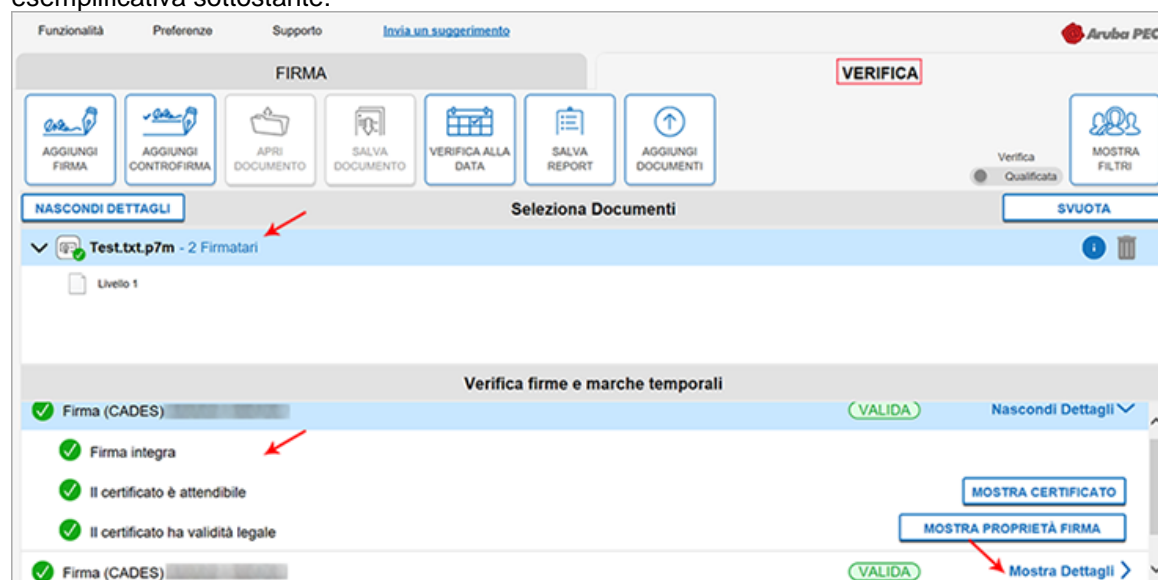 esemplificativa sottostante:
Funzionalità Preferenze Supporto Invia un suggerimento Aruba PEC
FIRMA VERIFICA
AGGIUNGI FIRMA AGGIUNGI CONTROFIRMA APRI DOCUMENTO SALVA DOCUMENTO VERIFICA ALLA DATA SALVA REPORT AGGIUNGI DOCUMENTI Verifica Qualificata MOSTRA FILTRI
NASCONDI DETTAGLI Seleziona Documenti SVUOTA
Test.txt.p7m - 2 Firmatari
Livello 1
Verifica firme e marche temporali
Firma (CADES) VALIDA Nascondi Dettagli
Firma integra
Il certificato è attendibile MOSTRA CERTIFICATO
Il certificato ha validità legale MOSTRA PROPRIETÀ FIRMA
Firma (CADES) VALIDA Mostra Dettagli